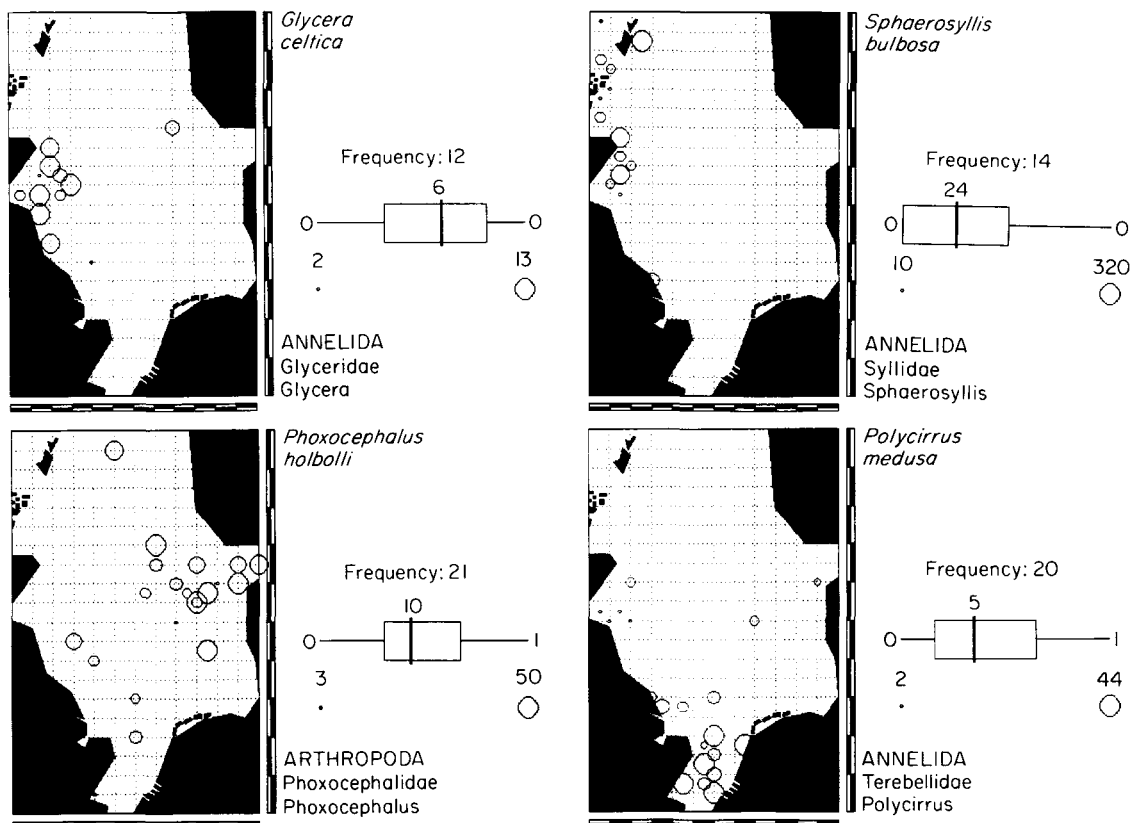 Glycera
celtica
Frequency: 12
6
0
0
2
13
ANNELIDA
Glyceridae
Glycera
Sphaerosyllis
bulbosa
Frequency: 14
24
0
0
10
320
ANNELIDA
Syllidae
Sphaerosyllis
Phoxocephalus
holbolli
Frequency: 21
10
0
1
3
50
ARTHROPODA
Phoxocephalidae
Phoxocephalus
Polycirrus
medusa
Frequency: 20
5
0
1
2
44
ANNELIDA
Terebellidae
Polycirrus